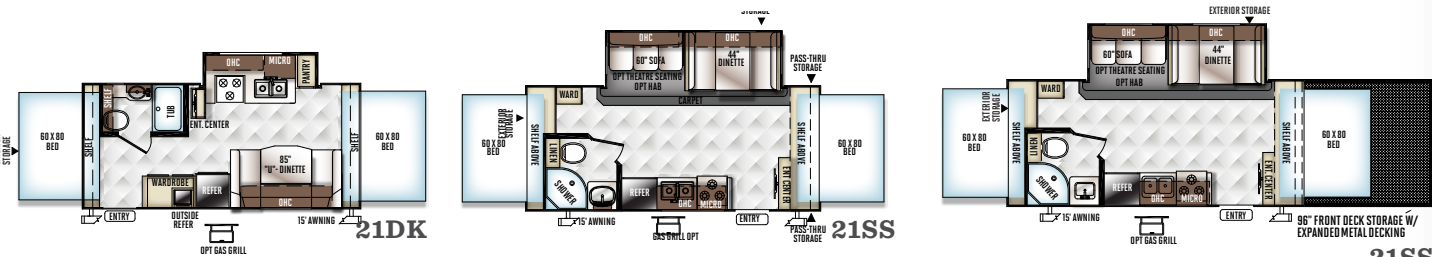 60 X 80
BED
STORAGE
SHELF
SHELF
TUB
OHC
MICRO
PANTRY
ENT. CENTER
85"
"U"- DINETTE
OHC
SHELF
60 X 80
BED
WARDROBE
REFER
ENTRY
OUTSIDE
REFER
15' AWNING
OPT GAS GRILL
21DK
STORAGE
OHC
60" SOFA
44"
DINETTE
OPT THEATRE SEATING
OPT HAB
CARPET
PASS-THRU
STORAGE
WARD
EXTERIOR
STORAGE
60 X 80
BED
SHELF ABOVE
LINEN
SHOWER
REFER
OHC
MICRO
ENT. CENTER
SHELF ABOVE
60 X 80
BED
15' AWNING
ENTRY
GAS GRILL OPT
PASS-THRU
STORAGE
21SS
EXTERIOR STORAGE
OHC
60" SOFA
44"
DINETTE
OPT THEATRE SEATING
OPT HAB
WARD
EXTERIOR
STORAGE
60 X 80
BED
SHELF ABOVE
LINEN
SHOWER
REFER
OHC
MICRO
ENT. CENTER
SHELF ABOVE
60 X 80
BED
15' AWNING
ENTRY
OPT GAS GRILL
96" FRONT DECK STORAGE W/
EXPANDED METAL DECKING
21SS